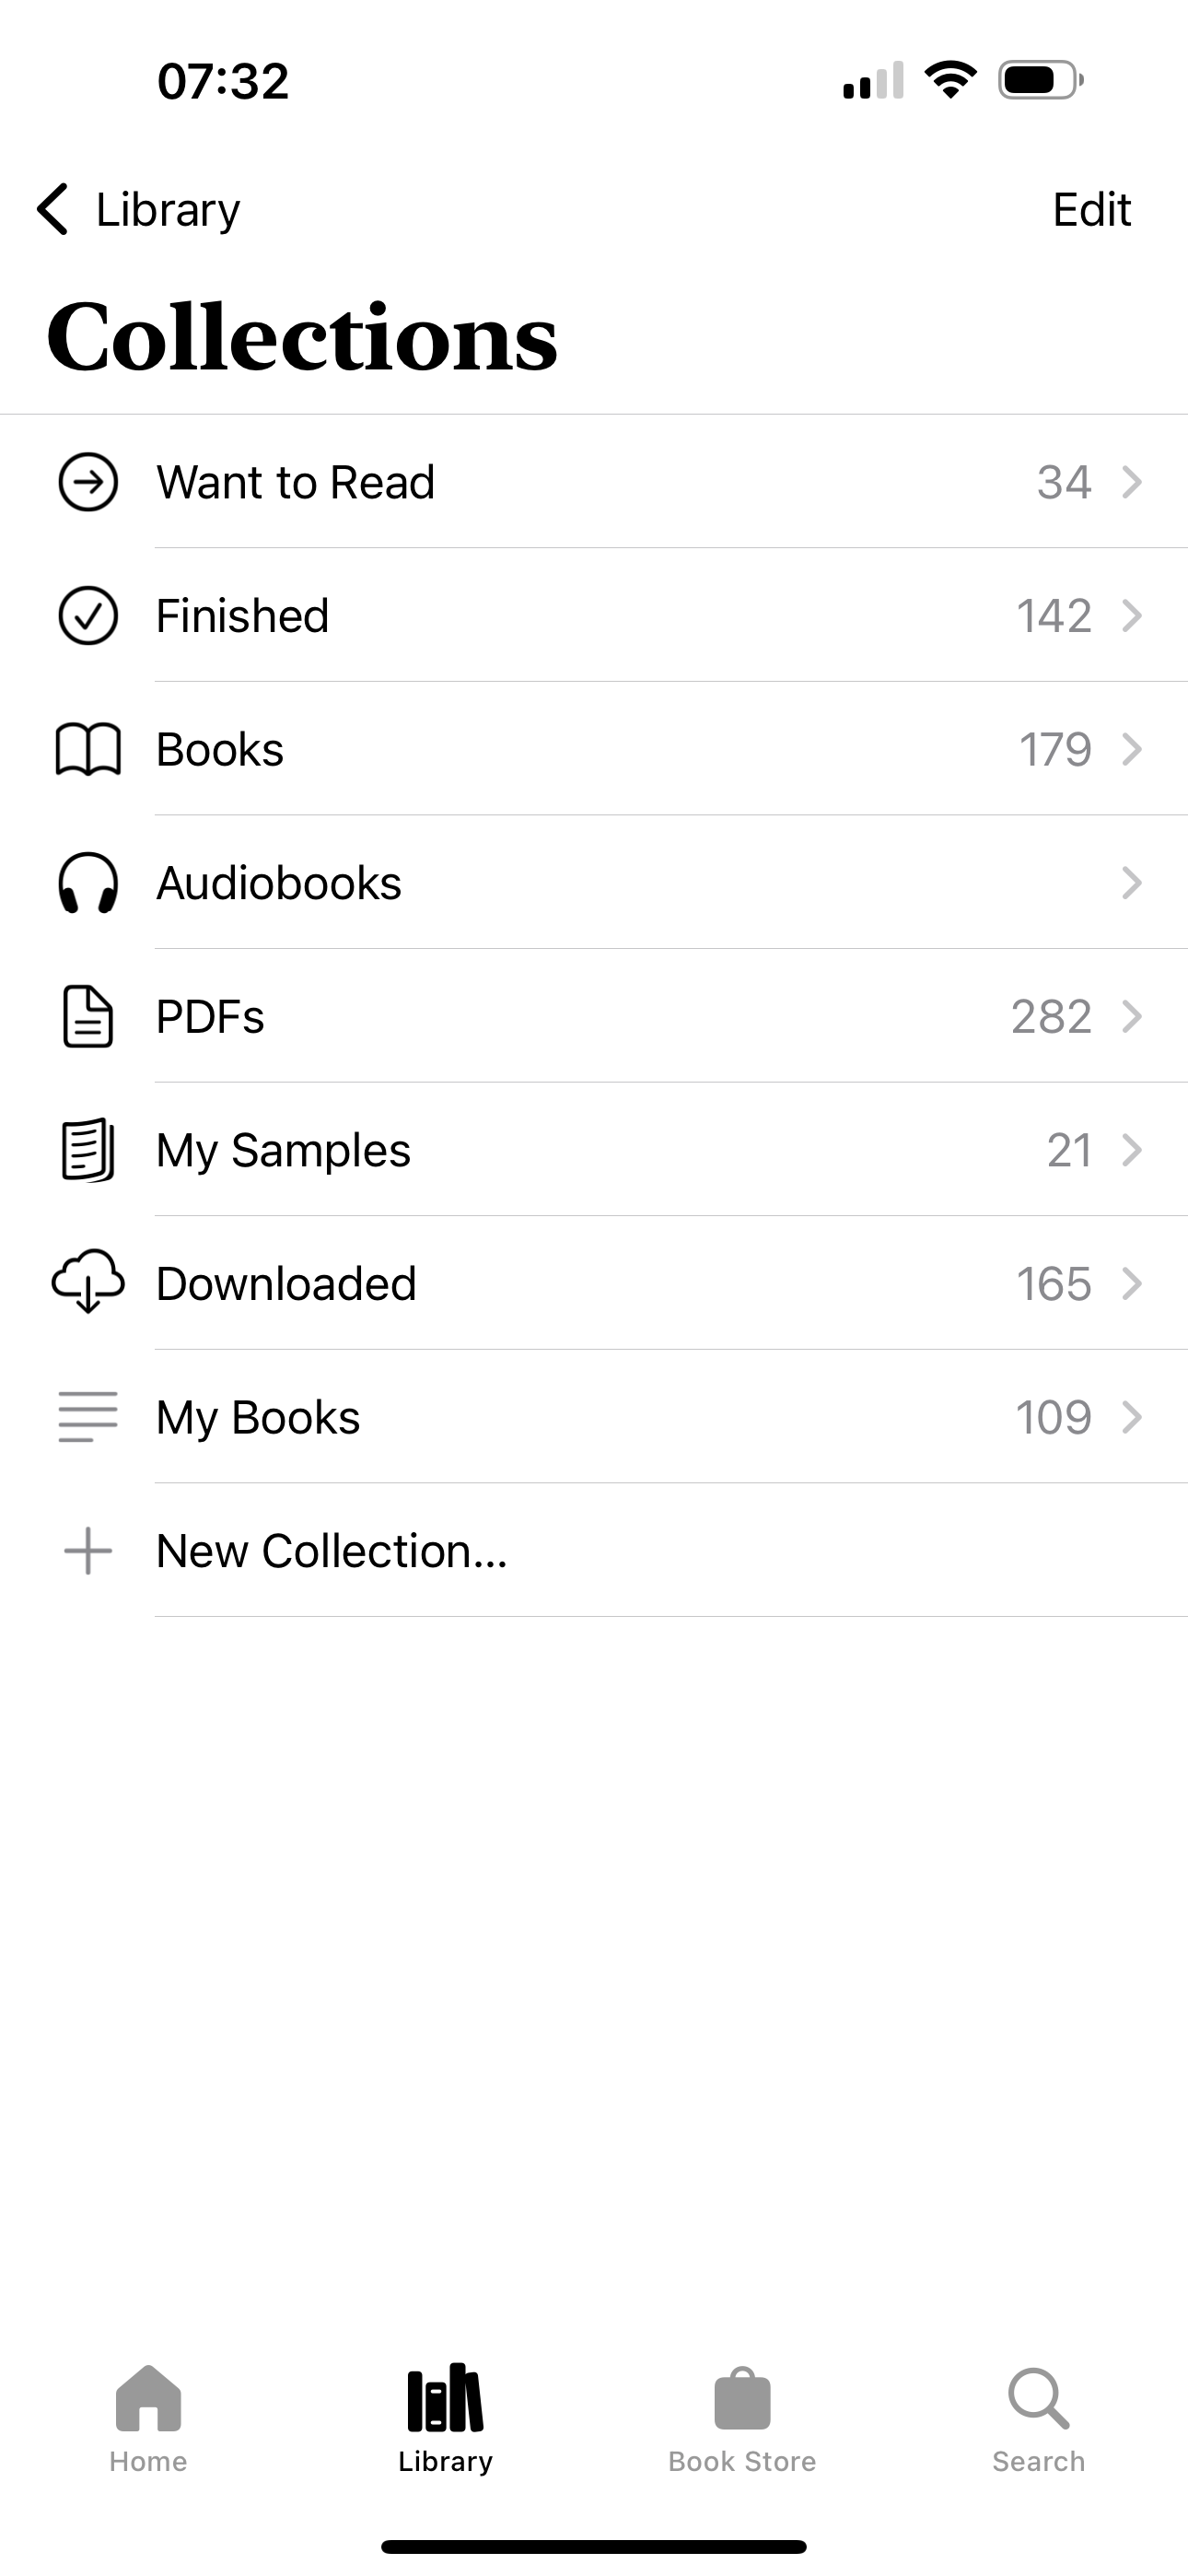 07:32
Library Edit
Collections
Want to Read 34
Finished 142
Books 179
Audiobooks
PDFs 282
My Samples 21
Downloaded 165
My Books 109
New Collection...
Home Library Book Store Search